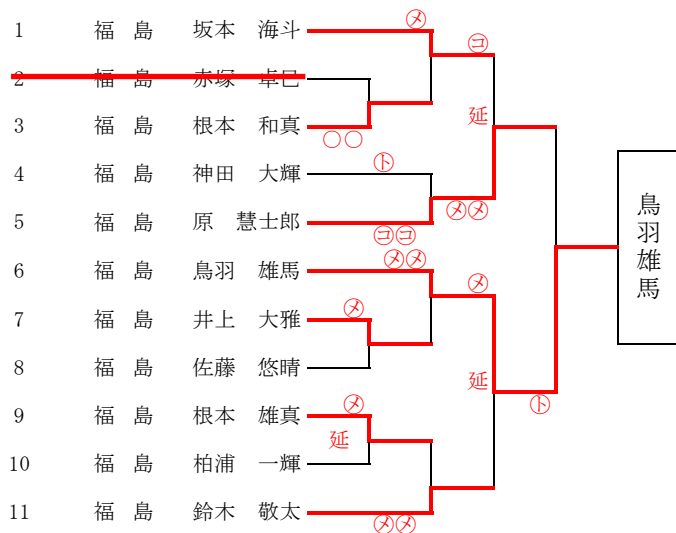 1 福 島 坂本 海斗
㋱
㋙
2 福 島 赤塚 卓巳
延
3 福 島 根本 和真
○○
4 福 島 神田 大輝
㋣
5 福 島 原 慧士郎
㋱㋱
㋙㋙
6 福 島 鳥羽 雄馬
㋱㋱
㋱
鳥羽雄馬
7 福 島 井上 大雅
㋱
8 福 島 佐藤 悠晴
延
㋣
9 福 島 根本 雄真
㋱
延
10 福 島 柏浦 一輝
11 福 島 鈴木 敬太
㋱㋱